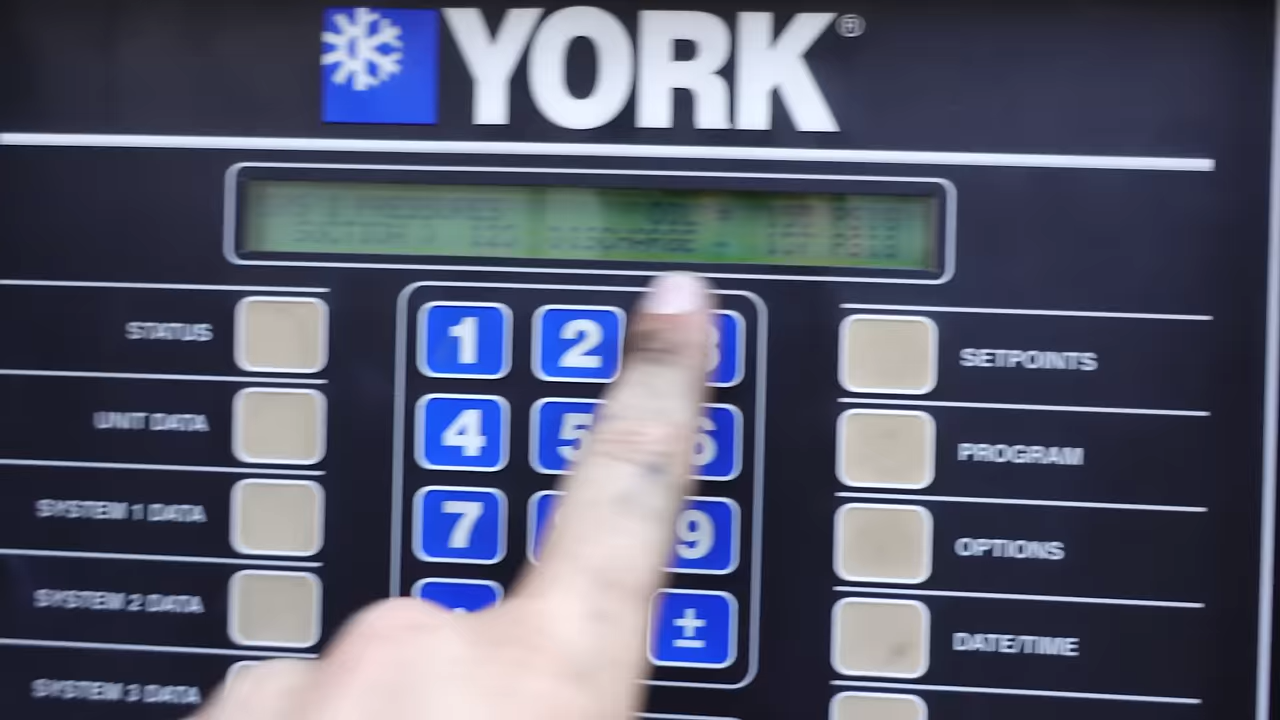 YORK®
STATUS
UNIT DATA
SYSTEM 1 DATA
SYSTEM 2 DATA
SYSTEM 3 DATA
1 2 3
4 5 6
7 9
±
SETPOINTS
PROGRAM
OPTIONS
DATE/TIME